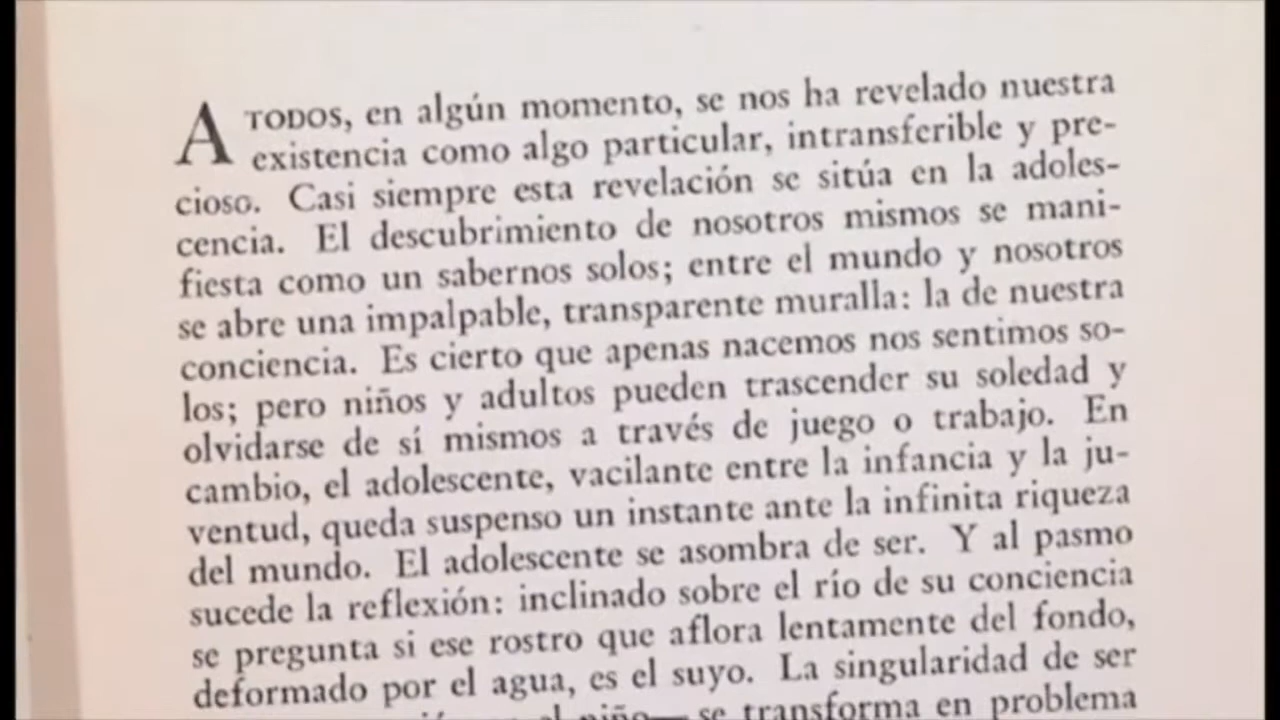 A TODOS, en algún momento, se nos ha revelado nuestra
existencia como algo particular, intransferible y pre-
cioso. Casi siempre esta revelación se sitúa en la adoles-
cencia. El descubrimiento de nosotros mismos se mani-
fiesta como un sabernos solos; entre el mundo y nosotros
se abre una impalpable, transparente muralla: la de nuestra
conciencia. Es cierto que apenas nacemos nos sentimos so-
los; pero niños y adultos pueden trascender su soledad y
olvidarse de sí mismos a través de juego o trabajo. En
cambio, el adolescente, vacilante entre la infancia y la ju-
ventud, queda suspenso un instante ante la infinita riqueza
del mundo. El adolescente se asombra de ser. Y al pasmo
sucede la reflexión: inclinado sobre el río de su conciencia
se pregunta si ese rostro que aflora lentamente del fondo,
deformado por el agua, es el suyo. La singularidad de ser
niño— se transforma en problema